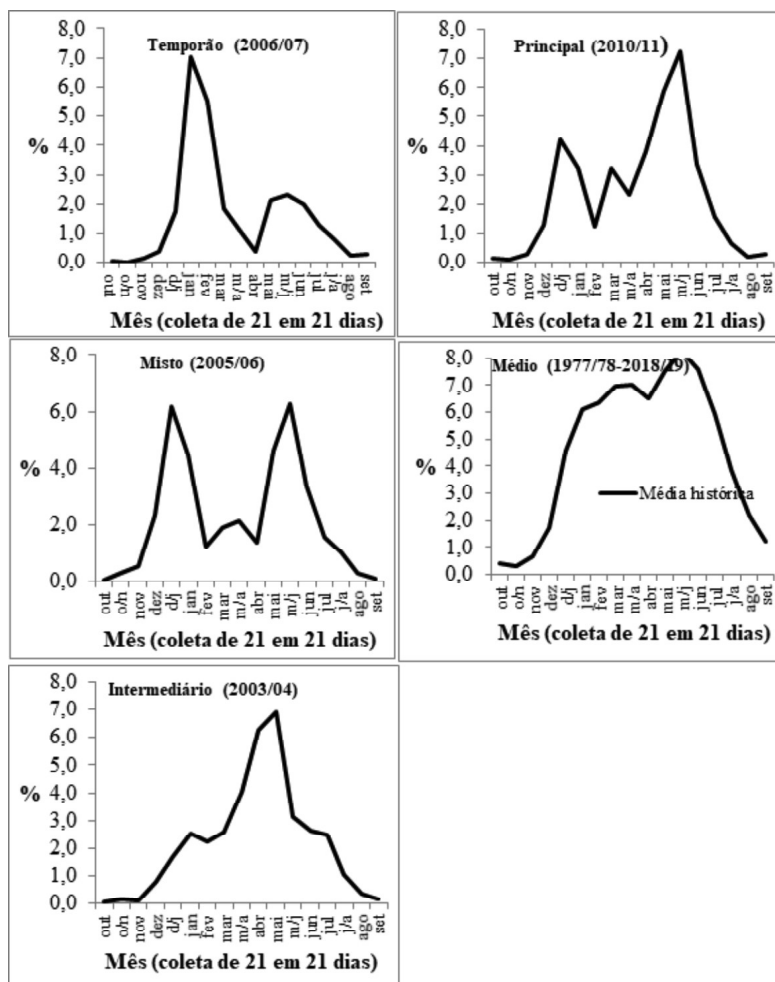 Temporão (2006/07)
8,0
7,0
6,0
5,0
4,0
3,0
2,0
1,0
0,0
%
out o/n nov dez d/j jan fev mar m/a abr mai m/j jun jul j/a ago set
Mês (coleta de 21 em 21 dias)
Principal (2010/11)
8,0
7,0
6,0
5,0
4,0
3,0
2,0
1,0
0,0
%
out o/n nov dez d/j jan fev mar m/a abr mai m/j jun jul j/a ago set
Mês (coleta de 21 em 21 dias)
Misto (2005/06)
8,0
6,0
4,0
2,0
0,0
%
out o/n nov dez d/j jan fev mar m/a abr mai m/j jun jul j/a ago set
Mês (coleta de 21 em 21 dias)
Médio (1977/78-2018/19)
8,0
7,0
6,0
5,0
4,0
3,0
2,0
1,0
0,0
%
Média histórica
out o/n nov dez d/j jan fev mar m/a abr mai m/j jun jul j/a ago set
Mês (coleta de 21 em 21 dias)
Intermediário (2003/04)
8,0
7,0
6,0
5,0
4,0
3,0
2,0
1,0
0,0
%
out o/n nov dez d/j jan fev mar m/a abr mai m/j jun jul j/a ago set
Mês (coleta de 21 em 21 dias)